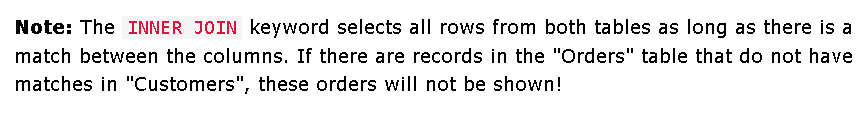 Note: The INNER JOIN keyword selects all rows from both tables as long as there is a
match between the columns. If there are records in the "Orders" table that do not have
matches in "Customers", these orders will not be shown!